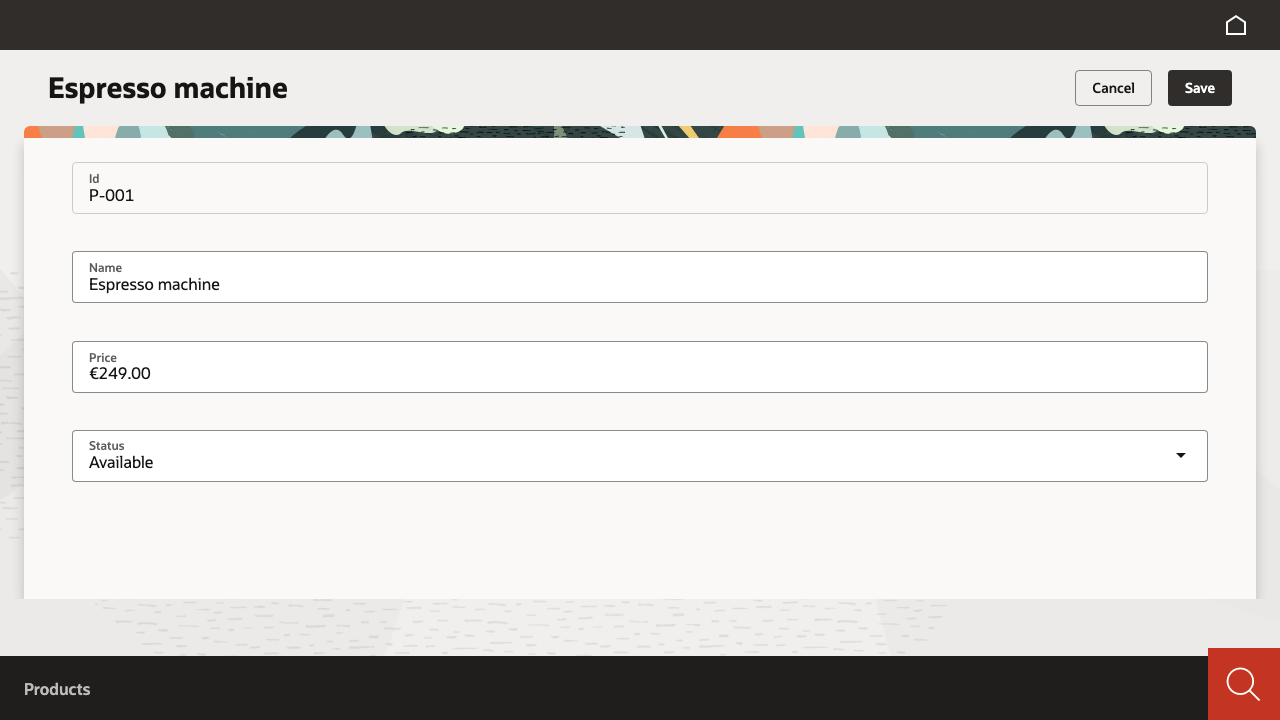 Espresso machine
Cancel
Save
Id
P-001
Name
Espresso machine
Price
€249.00
Status
Available
Products